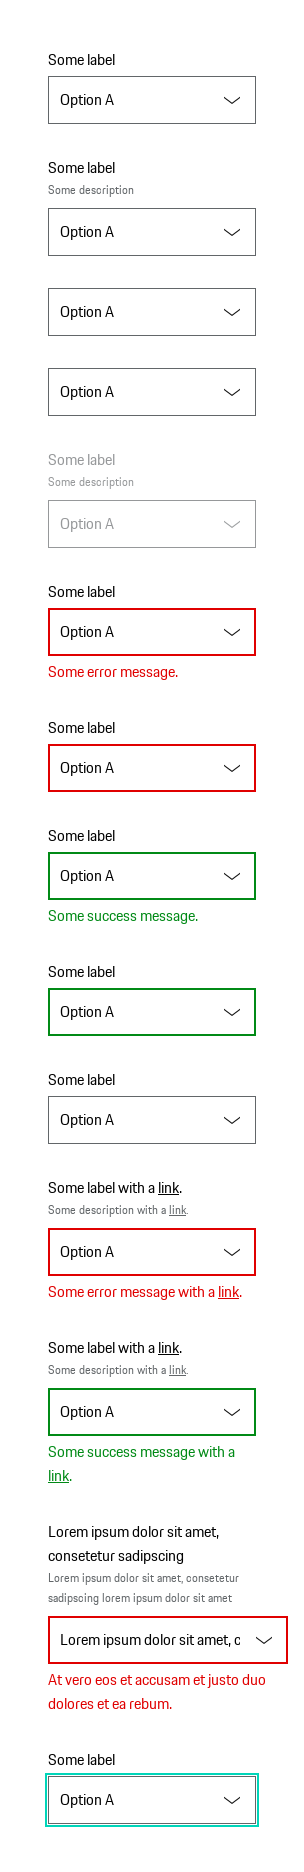 Some label
Option A
Some label
Some description
Option A
Option A
Option A
Some label
Some description
Option A
Some label
Option A
Some error message.
Some label
Option A
Some label
Option A
Some success message.
Some label
Option A
Some label
Option A
Some label with a link.
Some description with a link.
Option A
Some error message with a link.
Some label with a link.
Some description with a link.
Option A
Some success message with a
link.
Lorem ipsum dolor sit amet,
consetetur sadipscing
Lorem ipsum dolor sit amet, consetetur
sadipscing lorem ipsum dolor sit amet
Lorem ipsum dolor sit amet, c
At vero eos et accusam et justo duo
dolores et ea rebum.
Some label
Option A